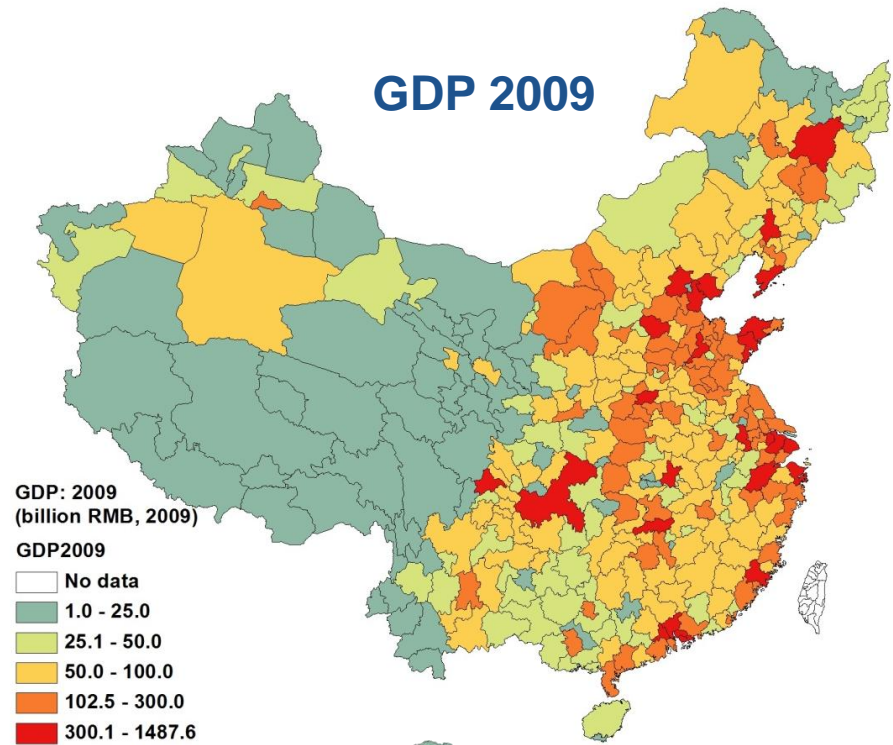 GDP 2009
GDP: 2009
(billion RMB, 2009)
GDP2009
No data
1.0 - 25.0
25.1 - 50.0
50.0 - 100.0
102.5 - 300.0
300.1 - 1487.6